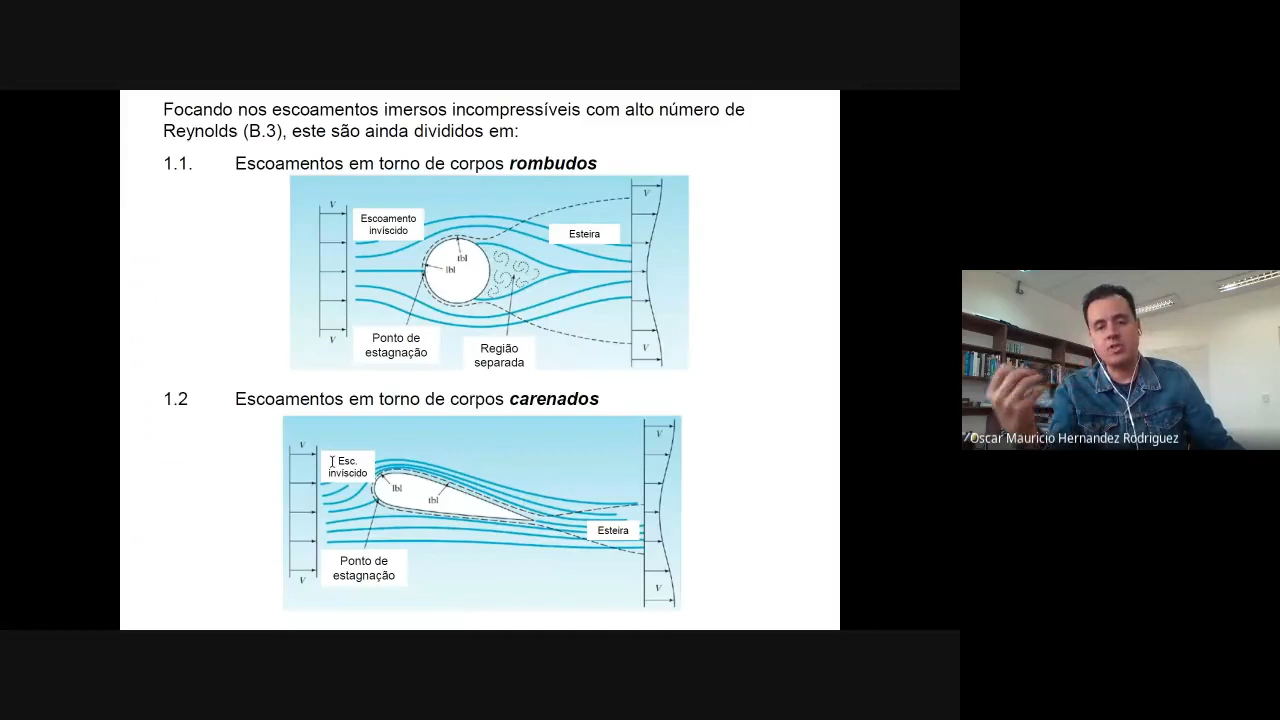 Focando nos escoamentos imersos incompressíveis com alto número de
Reynolds (B.3), este são ainda divididos em:
1.1. Escoamentos em torno de corpos rombudos
V
Escoamento
invíscido
Esteira
V
tbl
lbl
Ponto de
estagnação
Região
separada
V
V
1.2 Escoamentos em torno de corpos carenados
V
Esc.
invíscido
lbl
tbl
V
Esteira
Ponto de
estagnação
V
V
Oscar Mauricio Hernandez Rodriguez